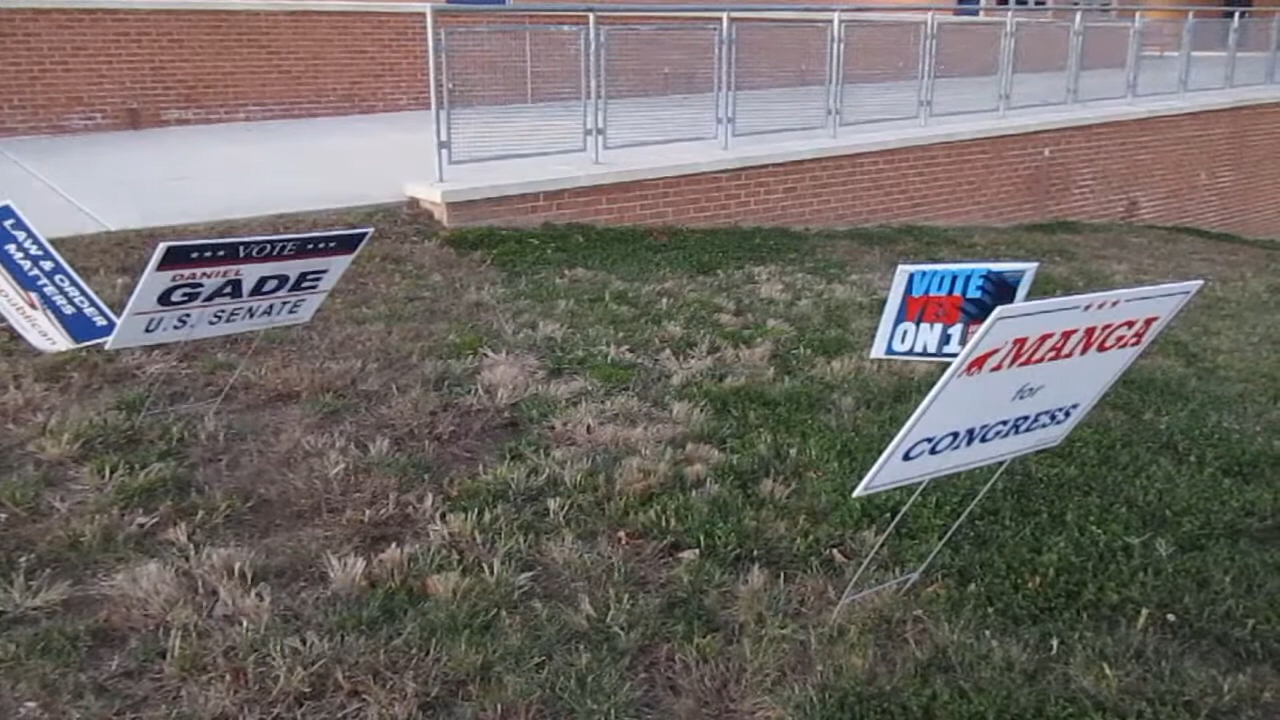 LAW & ORDER
MATTERS
publican
VOTE
DANIEL
GADE
U.S. SENATE
VOTE
YES
ON 1
MANGA
for
CONGRESS